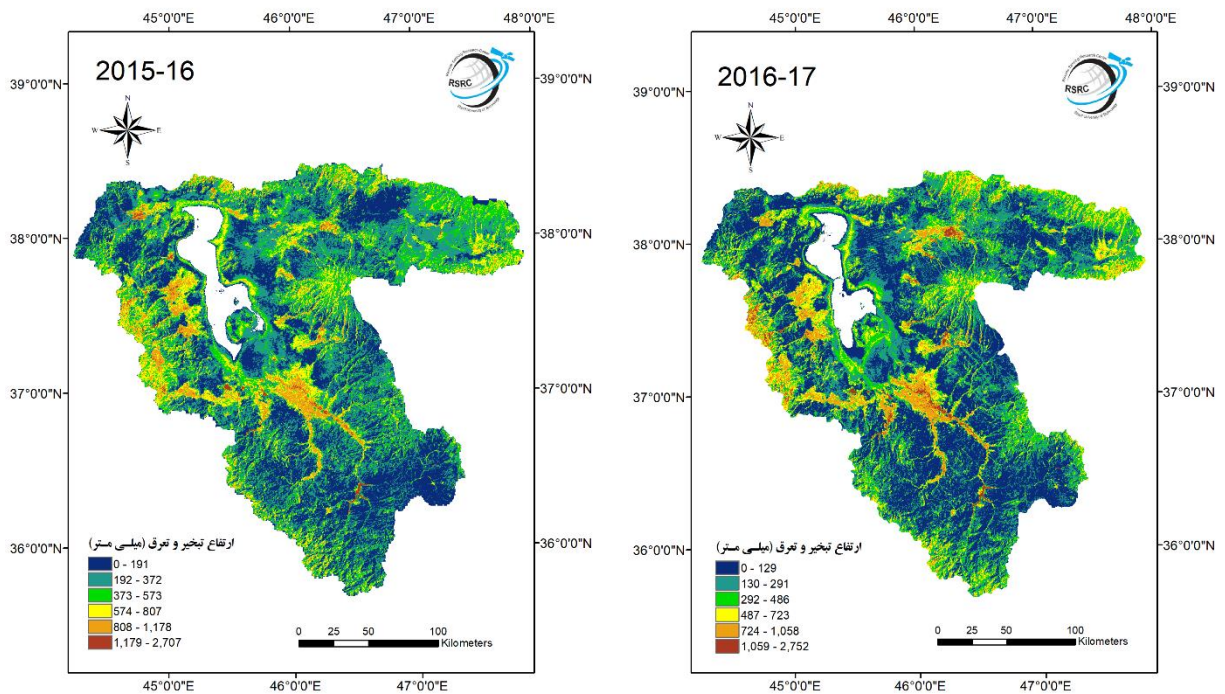 45°0'0"E 46°0'0"E 47°0'0"E
2015-16
RSRC
N
W E
S
39°0'0"N 39°0'0"N
38°0'0"N 38°0'0"N
37°0'0"N 37°0'0"N
36°0'0"N 36°0'0"N
ارتفاع تبخیر و تعرق (میلی متر)
0 - 191
192 - 372
373 - 573
574 - 807
808 - 1,178
1,179 - 2,707
0 25 50 100
Kilometers
45°0'0"E 46°0'0"E 47°0'0"E
45°0'0"E 46°0'0"E 47°0'0"E 48°0'0"E
2016-17
RSRC
N
W E
S
39°0'0"N 39°0'0"N
38°0'0"N 38°0'0"N
37°0'0"N 37°0'0"N
36°0'0"N 36°0'0"N
ارتفاع تبخیر و تعرق (میلی متر)
0 - 129
130 - 291
292 - 486
487 - 723
724 - 1,058
1,059 - 2,752
0 25 50 100
Kilometers
45°0'0"E 46°0'0"E 47°0'0"E